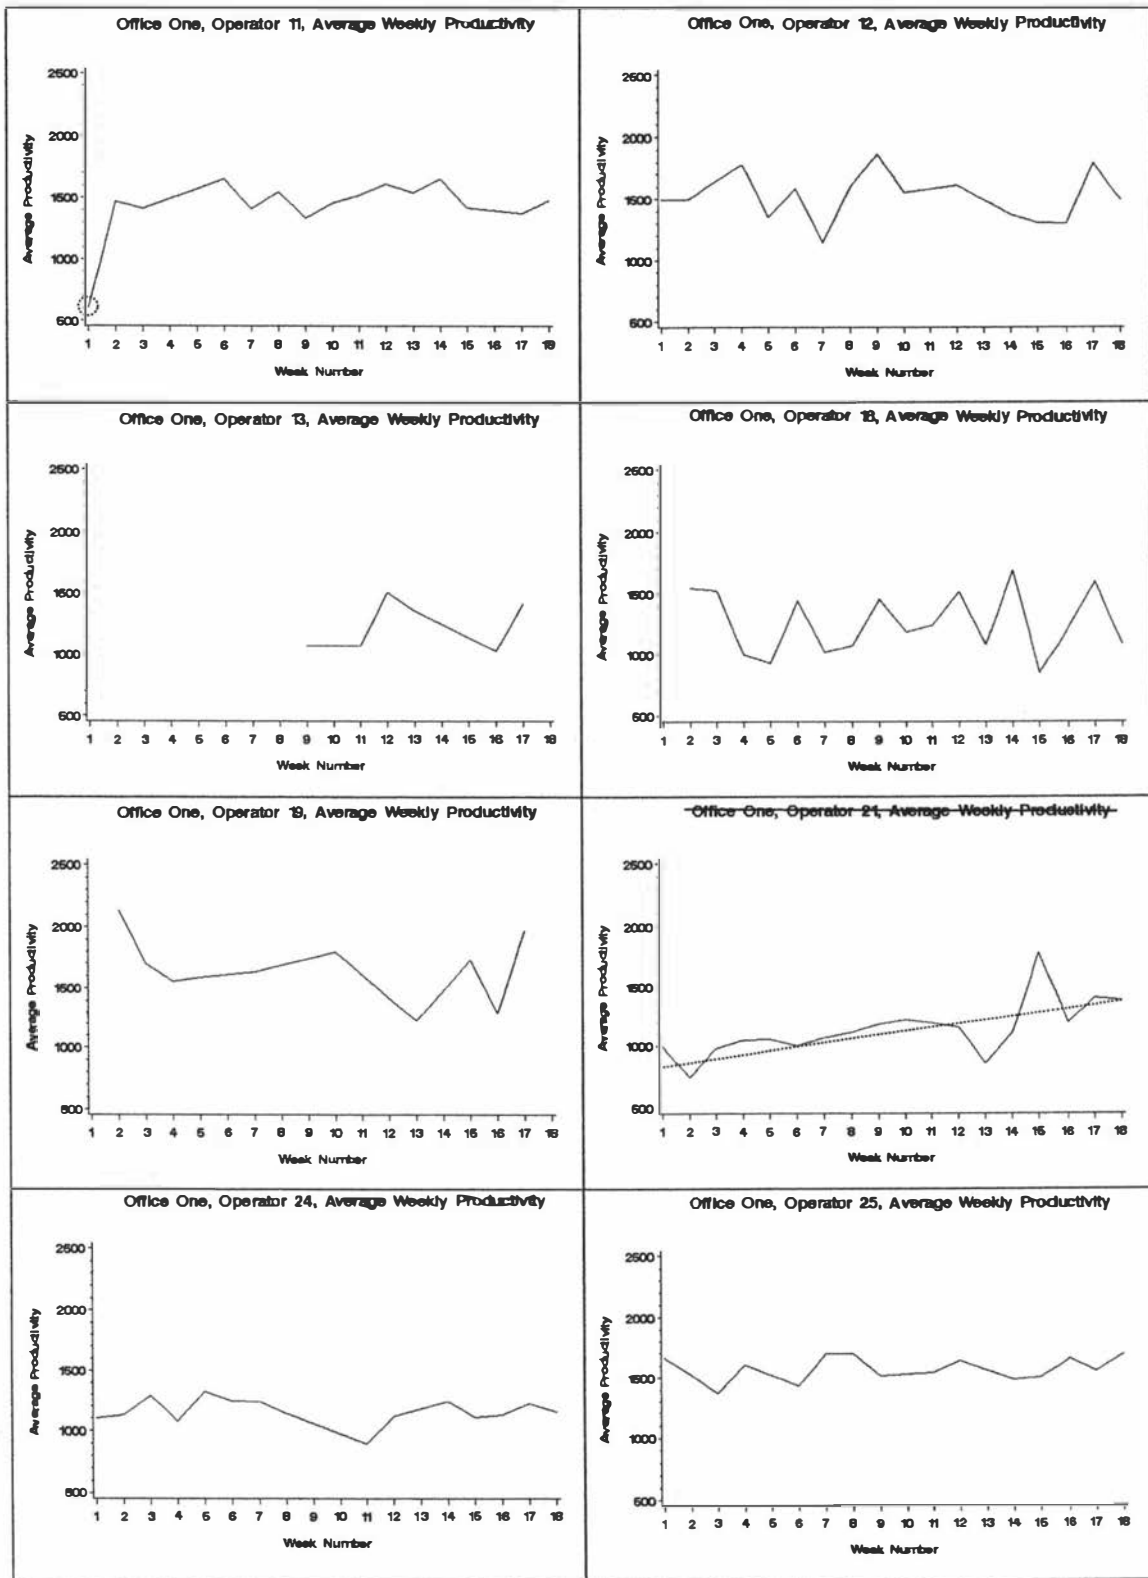 Office One, Operator 11, Average Weekly Productivity
2500
2000
1500
1000
500
Average Productivity
1 2 3 4 5 6 7 8 9 10 11 12 13 14 15 16 17 18
Week Number
Office One, Operator 12, Average Weekly Productivity
2500
2000
1500
1000
500
Average Productivity
1 2 3 4 5 6 7 8 9 10 11 12 13 14 15 16 17 18
Week Number
Office One, Operator 13, Average Weekly Productivity
2500
2000
1500
1000
500
Average Productivity
1 2 3 4 5 6 7 8 9 10 11 12 13 14 15 16 17 18
Week Number
Office One, Operator 18, Average Weekly Productivity
2500
2000
1500
1000
500
Average Productivity
1 2 3 4 5 6 7 8 9 10 11 12 13 14 15 16 17 18
Week Number
Office One, Operator 19, Average Weekly Productivity
2500
2000
1500
1000
500
Average Productivity
1 2 3 4 5 6 7 8 9 10 11 12 13 14 15 16 17 18
Week Number
Office One, Operator 21, Average Weekly Productivity
2500
2000
1500
1000
500
Average Productivity
1 2 3 4 5 6 7 8 9 10 11 12 13 14 15 16 17 18
Week Number
Office One, Operator 24, Average Weekly Productivity
2500
2000
1500
1000
500
Average Productivity
1 2 3 4 5 6 7 8 9 10 11 12 13 14 15 16 17 18
Week Number
Office One, Operator 25, Average Weekly Productivity
2500
2000
1500
1000
500
Average Productivity
1 2 3 4 5 6 7 8 9 10 11 12 13 14 15 16 17 18
Week Number